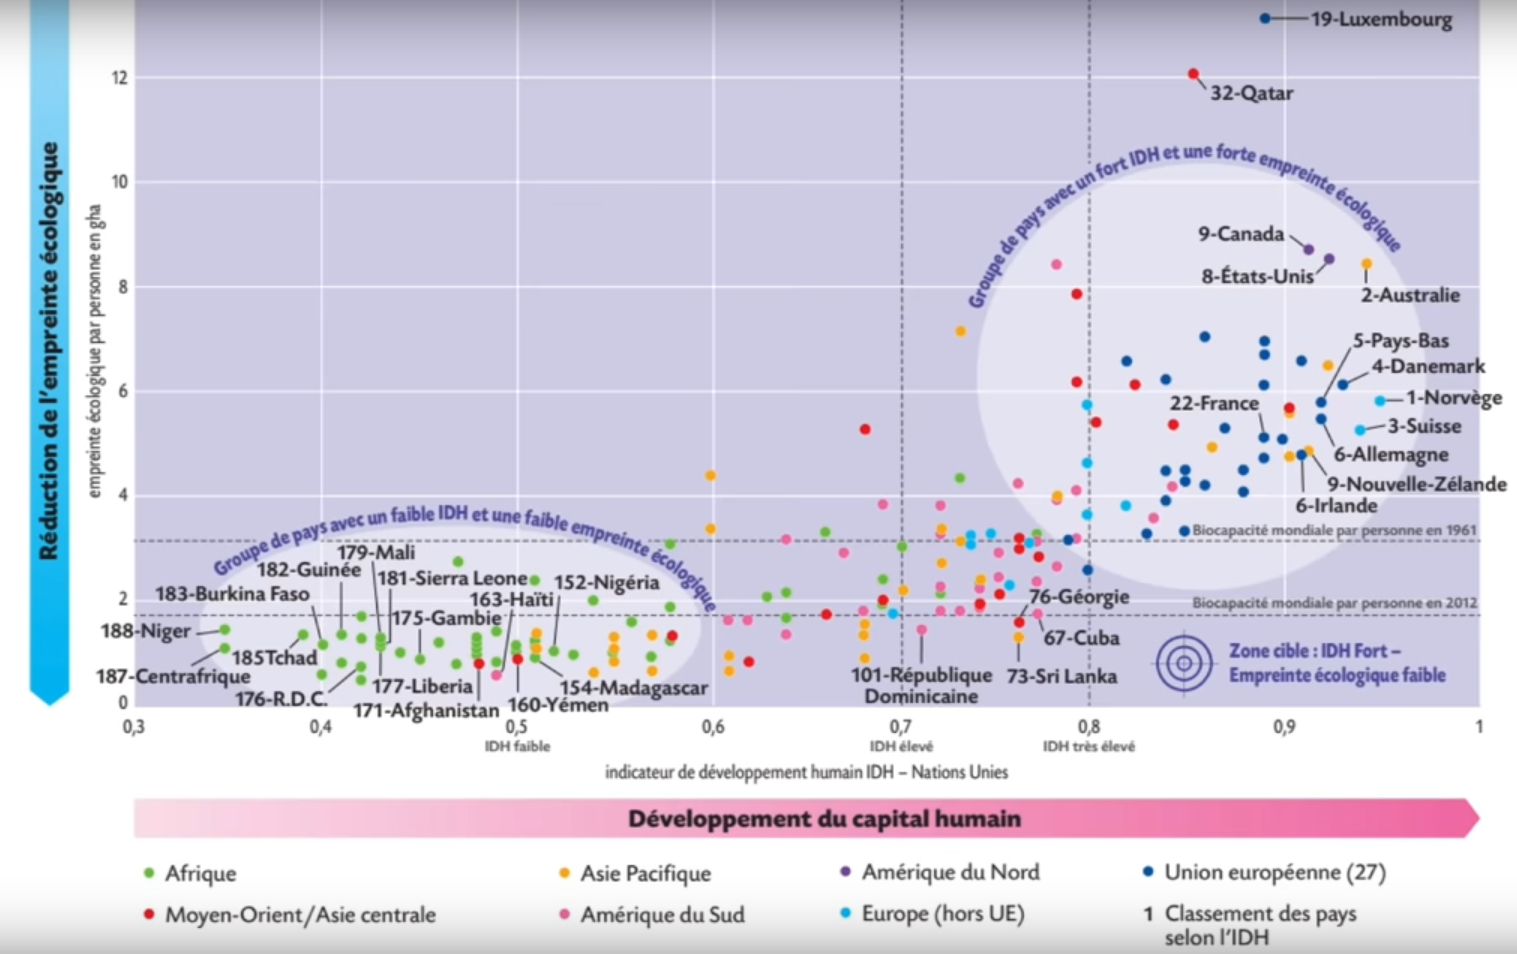 19-Luxembourg
12
32-Qatar
Groupe de pays avec un fort IDH et une forte empreinte écologique
10
9-Canada
8-États-Unis
8
2-Australie
5-Pays-Bas
4-Danemark
6
22-France
1-Norvège
3-Suisse
6-Allemagne
9-Nouvelle-Zélande
4
6-Irlande
Réduction de l'empreinte écologique
empreinte écologique par personne en gha
Groupe de pays avec un faible IDH et une faible empreinte écologique
Biocapacité mondiale par personne en 1961
179-Mali
182-Guinée
181-Sierra Leone
152-Nigéria
183-Burkina Faso
163-Haïti
2
76-Géorgie
Biocapacité mondiale par personne en 2012
175-Gambie
188-Niger
67-Cuba
185Tchad
Zone cible : IDH Fort –
Empreinte écologique faible
187-Centrafrique
101-République
Dominicaine
73-Sri Lanka
177-Liberia
154-Madagascar
176-R.D.C.
171-Afghanistan
160-Yémen
0
0,3
0,4
0,5
0,6
0,7
0,8
0,9
1
IDH faible
IDH élevé
IDH très élevé
indicateur de développement humain IDH – Nations Unies
Développement du capital humain
Afrique
Asie Pacifique
Amérique du Nord
Union européenne (27)
Moyen-Orient/Asie centrale
Amérique du Sud
Europe (hors UE)
1 Classement des pays
selon l'IDH